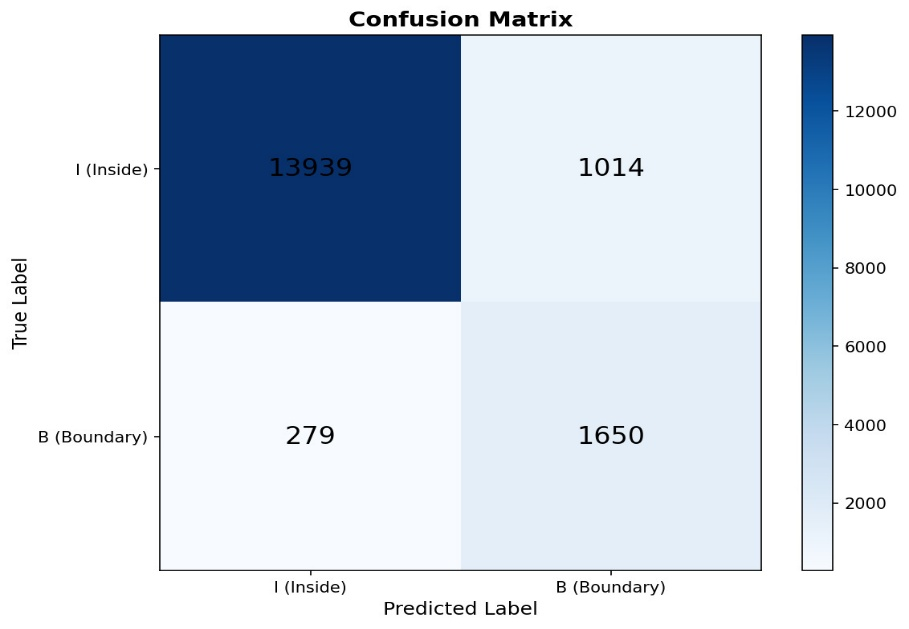 Confusion Matrix
I (Inside)
13939
1014
B (Boundary)
279
1650
True Label
I (Inside)
B (Boundary)
Predicted Label
12000
10000
8000
6000
4000
2000